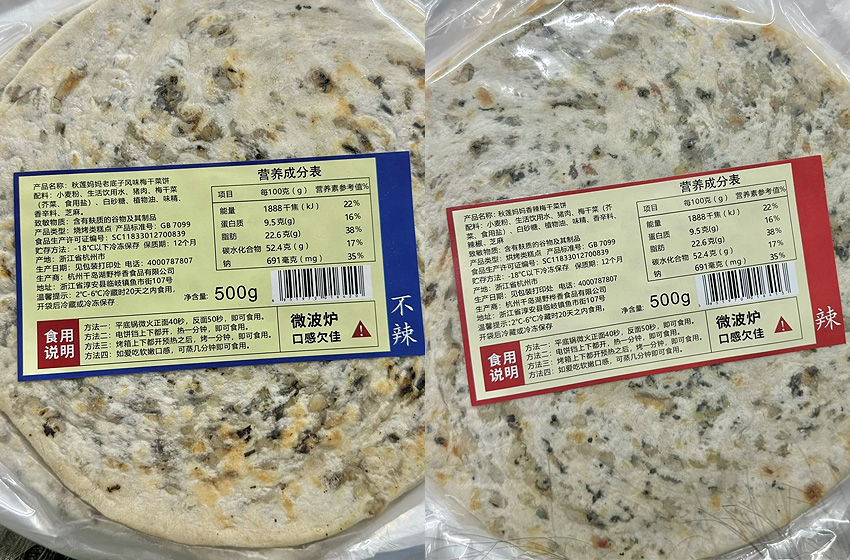 产品名称：秋莲妈妈老底子风味梅干菜饼
配料：小麦粉、生活饮用水、猪肉、梅干菜
（芥菜、食用盐）、白砂糖、植物油、味精、
香辛料、芝麻。
致敏物质：含有麸质的谷物及其制品
产品类型：烘烤类糕点 产品标准号：GB 7099
食品生产许可证编号：SC11833012700839
贮存方法：-18℃以下冷冻保存 保质期：12个月
产地：浙江省杭州市
生产日期：见包装打印处 电话：4000787807
生产商：杭州千岛湖野桦香食品有限公司
地址：浙江省淳安县临岐镇鱼市街107号
温馨提示：2℃-6℃冷藏时20天之内食用，
开袋后冷藏或冷冻保存
营养成分表
项目 每100克（g） 营养素参考值%
能量 1888千焦（kJ） 22%
蛋白质 9.5克(g) 16%
脂肪 22.6克(g) 38%
碳水化合物 52.4克（g） 17%
钠 691毫克（mg） 35%
净含量: 500g
食用
说明
方法一：平底锅微火正面40秒，反面50秒，即可食用。
方法二：电饼铛上下都开，热一分钟，即可食用。
方法三：烤箱上下都开预热之后，烤一分钟，即可食用。
方法四：如爱吃软嫩口感，可蒸几分钟即可食用。
微波炉
口感欠佳
不辣
产品名称：秋莲妈妈香辣梅干菜饼
配料：小麦粉、生活饮用水、猪肉、梅干菜（芥
菜、食用盐）、白砂糖、植物油、味精、香辛料、
辣椒、芝麻
致敏物质：含有麸质的谷物及其制品
产品类型：烘烤类糕点 产品标准号：GB 7099
食品生产许可证编号：SC11833012700839
贮存方法：-18℃以下冷冻保存 保质期：12个月
产地：浙江省杭州市
生产日期：见包装打印处 电话：4000787807
生产商：杭州千岛湖野桦香食品有限公司
地址：浙江省淳安县临岐镇鱼市街107号
温馨提示:2℃-6℃冷藏时20天之内食用，
开袋后冷藏或冷冻保存
营养成分表
项目 每100克（g） 营养素参考值%
能量 1888千焦（kJ） 22%
蛋白质 9.5克(g) 16%
脂肪 22.6克(g) 38%
碳水化合物 52.4克（g） 17%
钠 691毫克（mg） 35%
净含量: 500g
食用
说明
方法一：平底锅微火正面40秒，反面50秒，即可食用。
方法二：电饼铛上下都开，热一分钟，即可食用。
方法三：烤箱上下都开预热之后，烤一分钟，即可食用。
方法四：如爱吃软嫩口感，可蒸几分钟即可食用。
微波炉
口感欠佳
辣